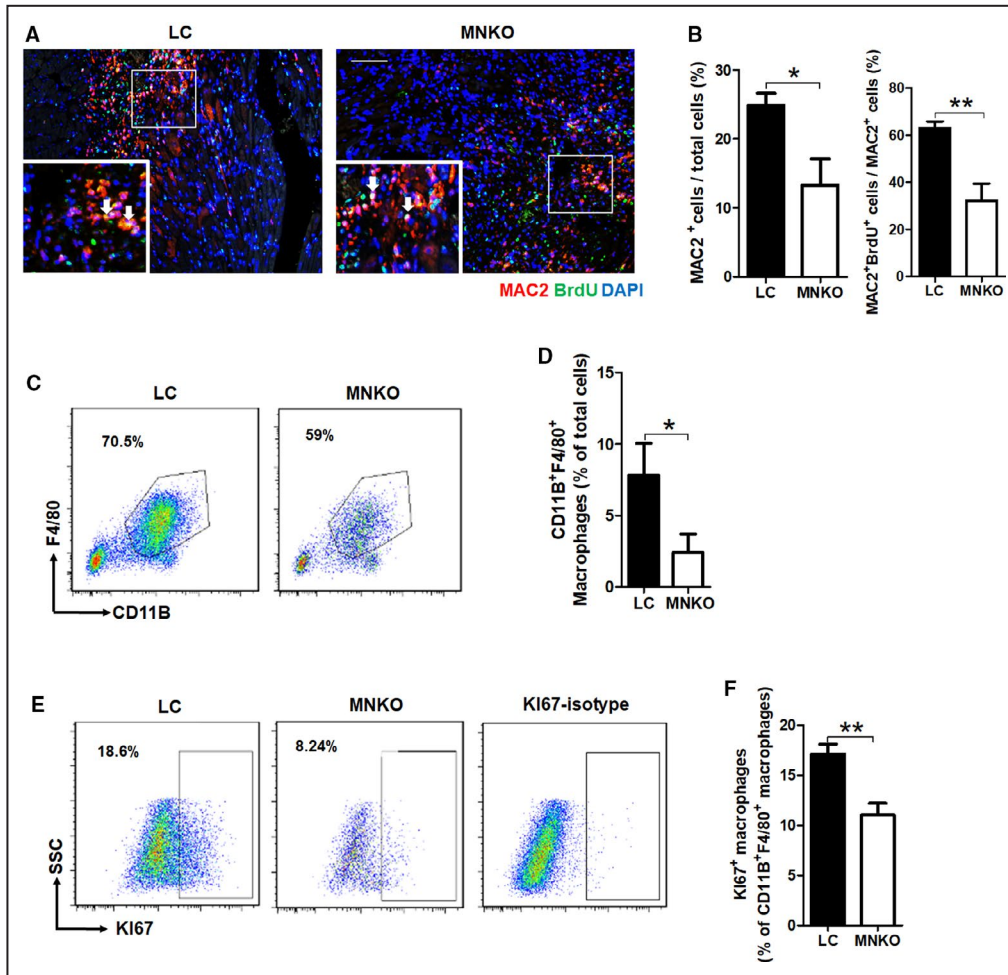 A
LC
MNKO
MAC2 BrdU DAPI
B
MAC2 + cells / total cells (%)
30
20
10
0
*
LC
MNKO
MAC2+BrdU+ cells / MAC2+ cells (%)
80
60
40
20
0
**
LC
MNKO
C
LC
MNKO
70.5%
59%
F4/80
CD11B
D
CD11B+F4/80+
Macrophages (% of total cells)
15
10
5
0
*
LC
MNKO
E
LC
MNKO
KI67-isotype
18.6%
8.24%
SSC
KI67
F
KI67+ macrophages
(% of CD11B+F4/80+ macrophages)
20
15
10
5
0
**
LC
MNKO